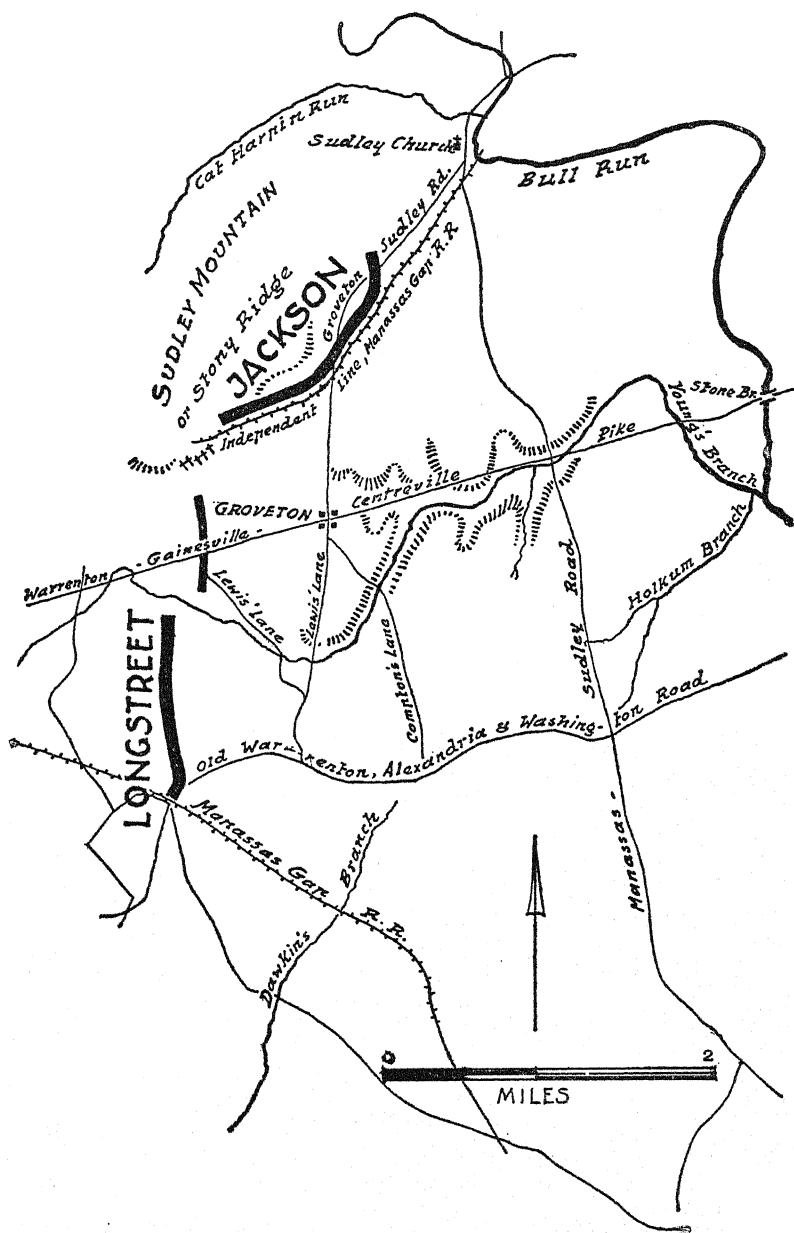 Cat Harpin Run
Sudley Church
Bull Run
SUDLEY MOUNTAIN
or Stony Ridge
JACKSON
Groveton
Sudley Rd.
Independent
Line, Manassas Gap R.R
Stone Br.
Young's Branch
Pike
Centreville
GROVETON
Gainesville-
Warrenton-
Lewis' Lane
Lewis' Lane
Compton's Lane
Holkum Branch
Sudley Road
LONGSTREET
Old Warrenton, Alexandria & Washington Road
Manassas Gap R.R.
Dawkin's Branch
Manassas-
0 2
MILES